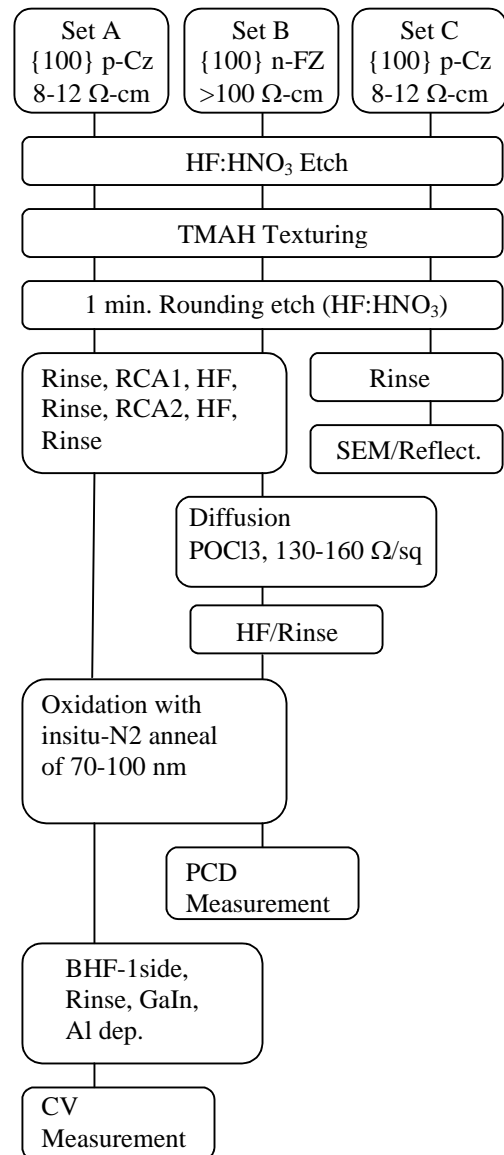 Set A
{100} p-Cz
8-12 Ω-cm
Set B
{100} n-FZ
>100 Ω-cm
Set C
{100} p-Cz
8-12 Ω-cm
HF:HNO₃ Etch
TMAH Texturing
1 min. Rounding etch (HF:HNO₃)
Rinse, RCA1, HF,
Rinse, RCA2, HF,
Rinse
Rinse
SEM/Reflect.
Diffusion
POCl3, 130-160 Ω/sq
HF/Rinse
Oxidation with
insitu-N2 anneal
of 70-100 nm
PCD
Measurement
BHF-1side,
Rinse, GaIn,
Al dep.
CV
Measurement